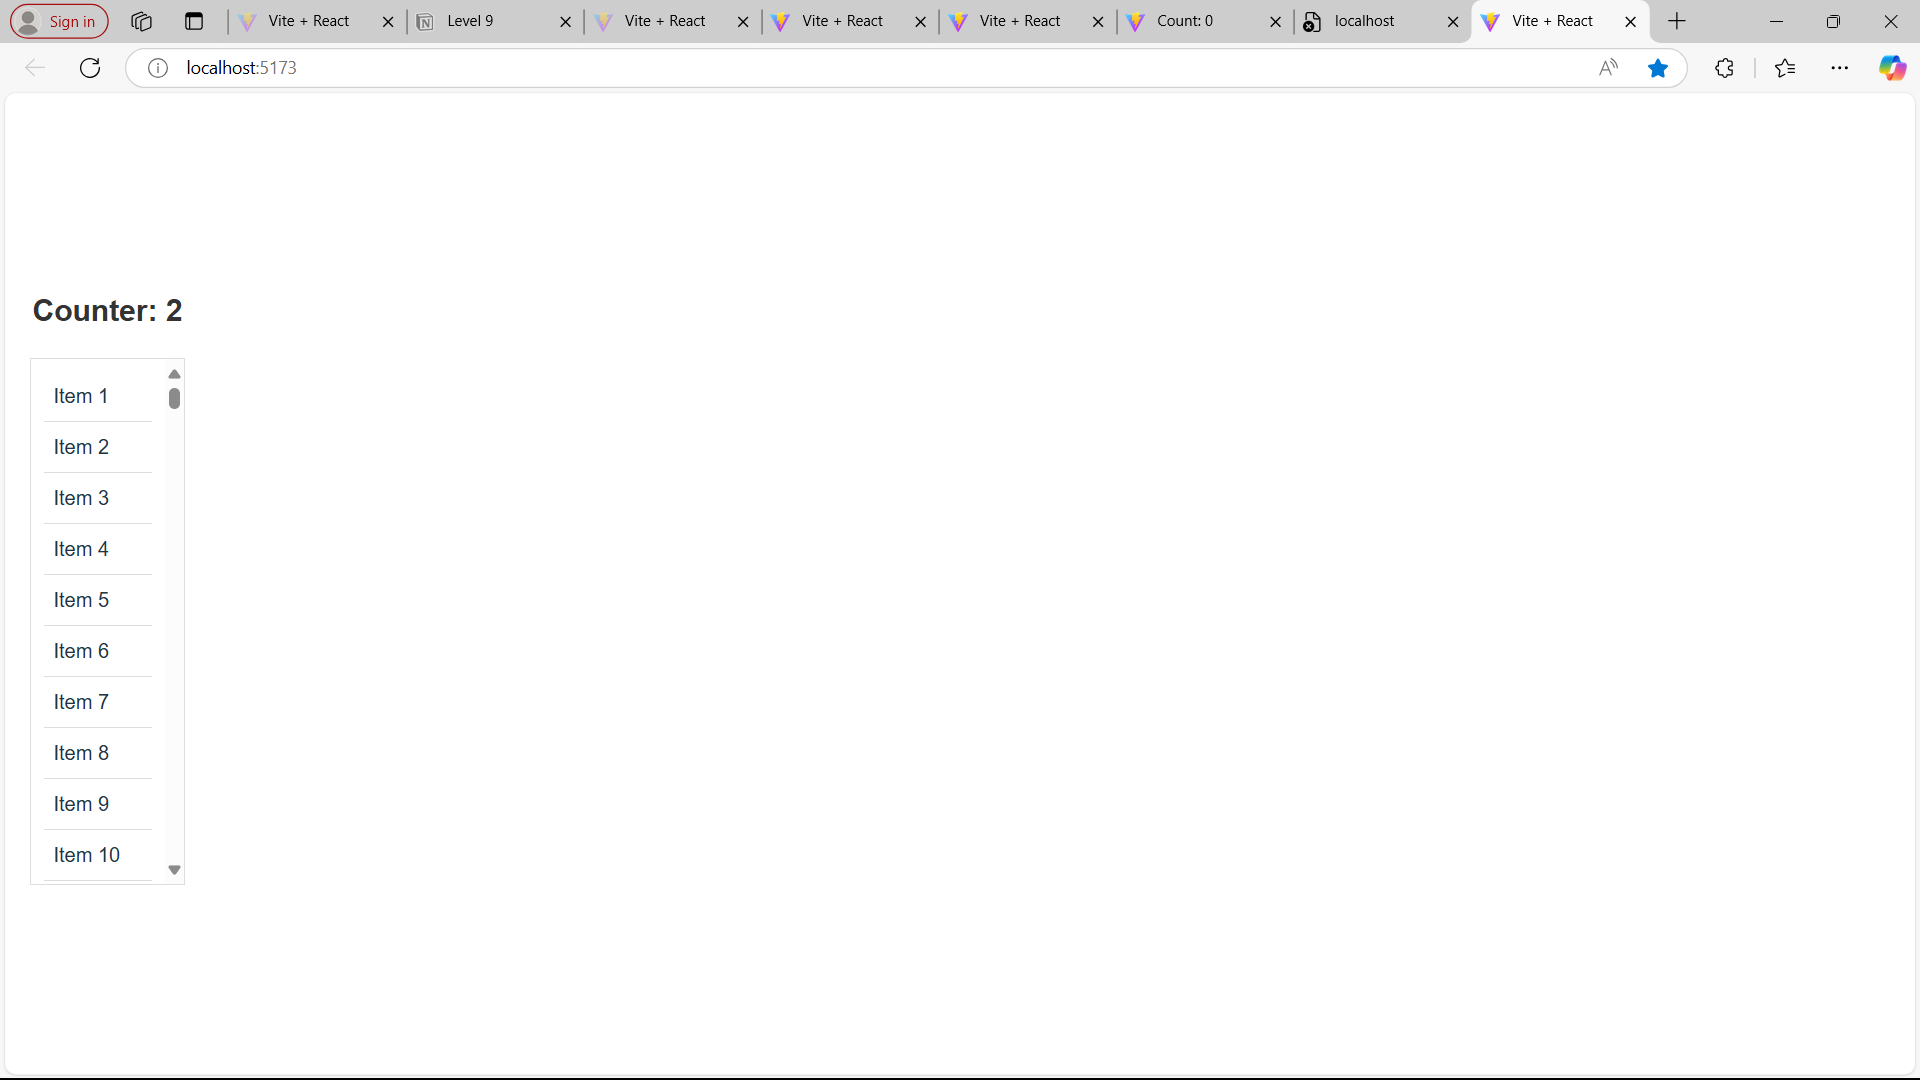 Sign in
Vite + React
Level 9
Vite + React
Vite + React
Vite + React
Count: 0
localhost
Vite + React
localhost:5173
Counter: 2
Item 1
Item 2
Item 3
Item 4
Item 5
Item 6
Item 7
Item 8
Item 9
Item 10